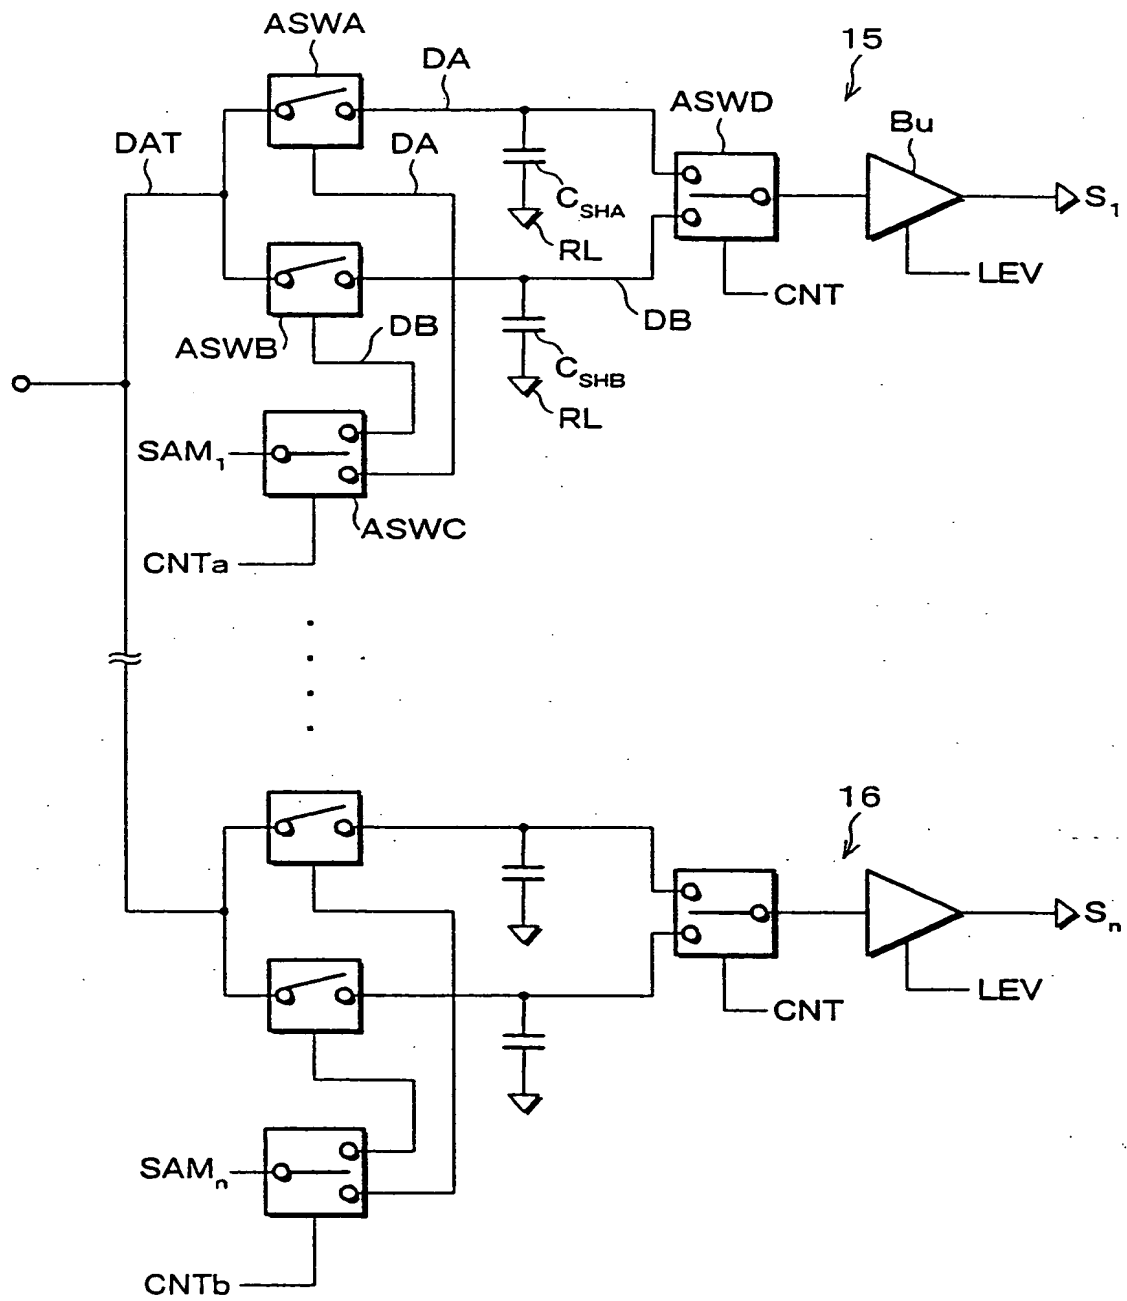 ASWA
DA
15
ASWD
Bu
DAT
DA
C_SHA
S_1
RL
LEV
CNT
DB
ASWB
DB
C_SHB
RL
SAM_1
ASWC
CNTa
16
S_n
LEV
CNT
SAM_n
CNTb